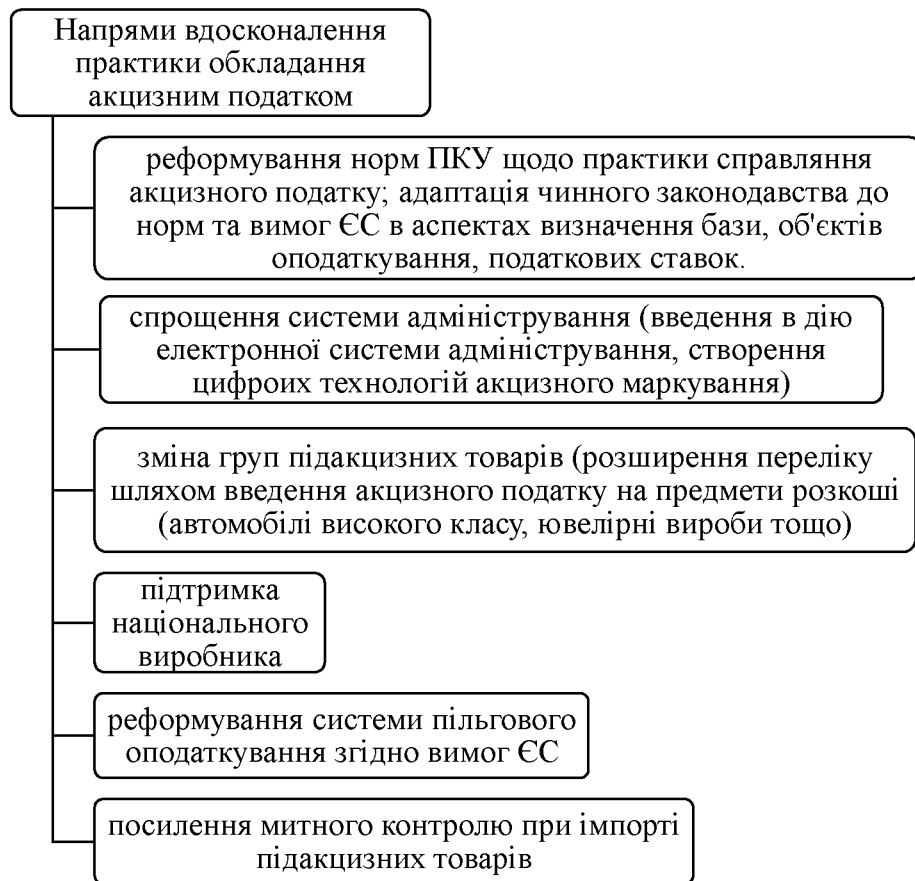 Напрями вдосконалення
практики обкладання
акцизним податком
реформування норм ПКУ щодо практики справляння
акцизного податку; адаптація чинного законодавства до
норм та вимог ЄС в аспектах визначення бази, об'єктів
оподаткування, податкових ставок.
спрощення системи адміністрування (введення в дію
електронної системи адміністрування, створення
цифроих технологій акцизного маркування)
зміна груп підакцизних товарів (розширення переліку
шляхом введення акцизного податку на предмети розкоші
(автомобілі високого класу, ювелірні вироби тощо)
підтримка
національного
виробника
реформування системи пільгового
оподаткування згідно вимог ЄС
посилення митного контролю при імпорті
підакцизних товарів